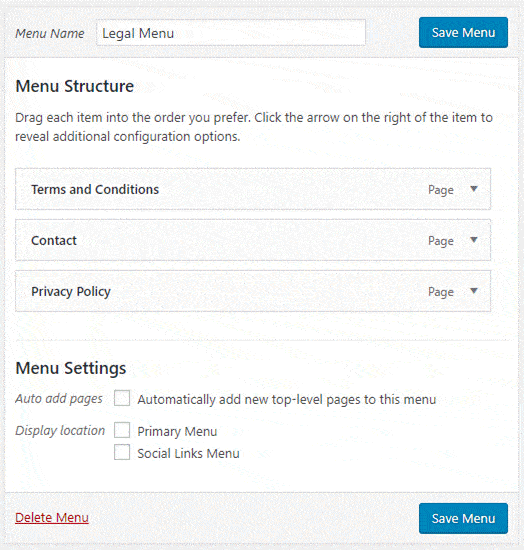 Menu Name Legal Menu Save Menu
Menu Structure
Drag each item into the order you prefer. Click the arrow on the right of the item to
reveal additional configuration options.
Terms and Conditions Page
Contact Page
Privacy Policy Page
Menu Settings
Auto add pages Automatically add new top-level pages to this menu
Display location Primary Menu
Social Links Menu
Delete Menu Save Menu